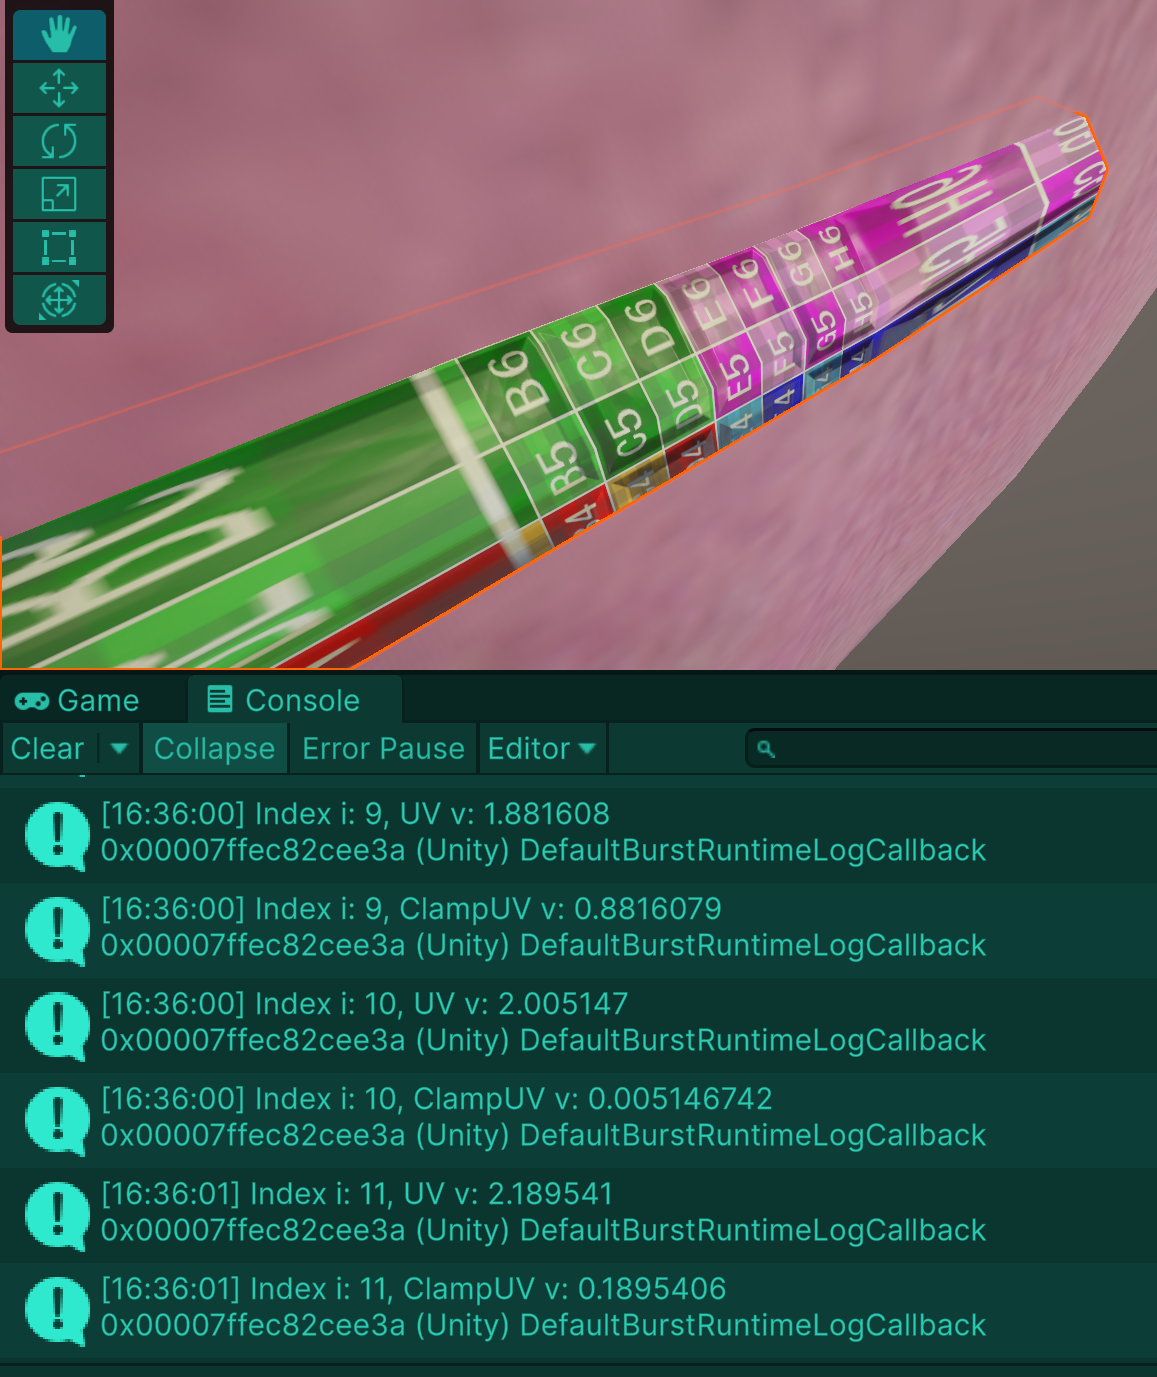 B6 C6 D6 E6 F6 G6 H6
B5 C5 D5 E5 F5 G5 H5
Game Console
Clear Collapse Error Pause Editor
[16:36:00] Index i: 9, UV v: 1.881608
0x00007ffec82cee3a (Unity) DefaultBurstRuntimeLogCallback
[16:36:00] Index i: 9, ClampUV v: 0.8816079
0x00007ffec82cee3a (Unity) DefaultBurstRuntimeLogCallback
[16:36:00] Index i: 10, UV v: 2.005147
0x00007ffec82cee3a (Unity) DefaultBurstRuntimeLogCallback
[16:36:00] Index i: 10, ClampUV v: 0.005146742
0x00007ffec82cee3a (Unity) DefaultBurstRuntimeLogCallback
[16:36:01] Index i: 11, UV v: 2.189541
0x00007ffec82cee3a (Unity) DefaultBurstRuntimeLogCallback
[16:36:01] Index i: 11, ClampUV v: 0.1895406
0x00007ffec82cee3a (Unity) DefaultBurstRuntimeLogCallback